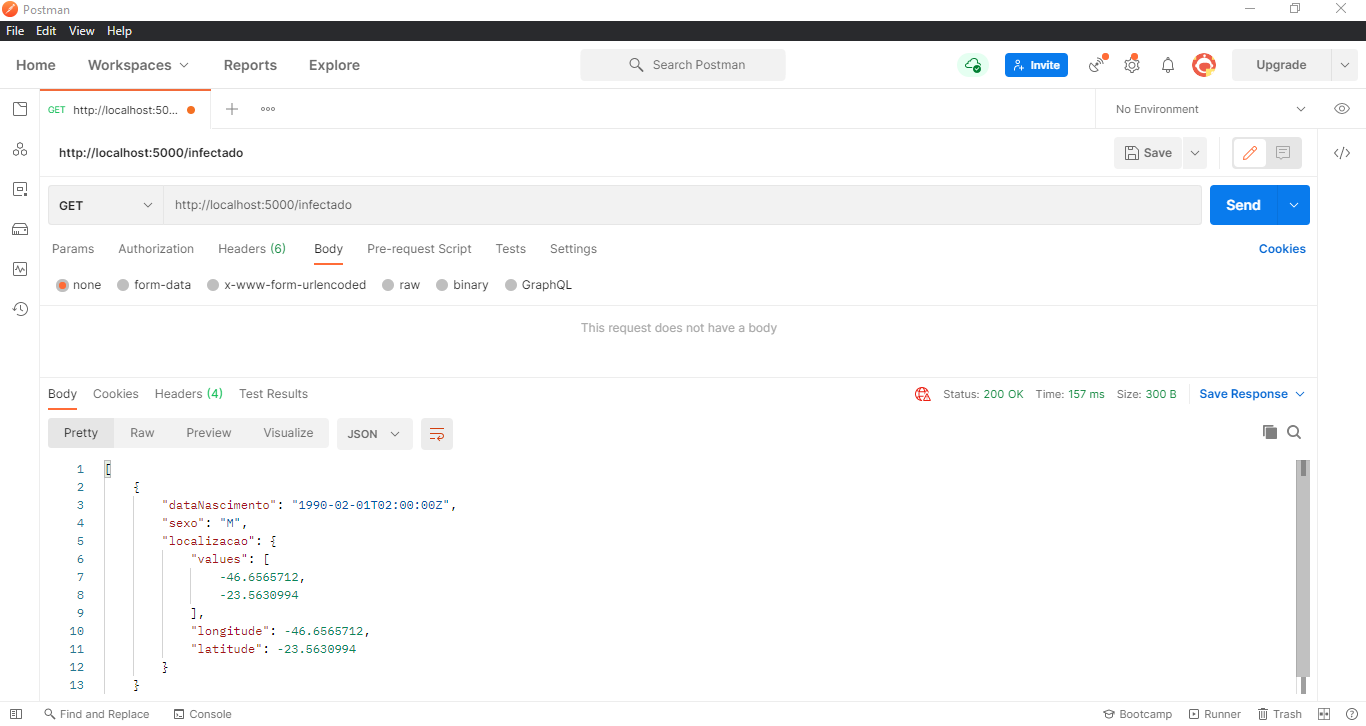 Postman
File Edit View Help
Home Workspaces Reports Explore Search Postman Invite Upgrade
GET http://localhost:50... No Environment
http://localhost:5000/infectado Save
GET http://localhost:5000/infectado Send
Params Authorization Headers (6) Body Pre-request Script Tests Settings Cookies
none form-data x-www-form-urlencoded raw binary GraphQL
This request does not have a body
Body Cookies Headers (4) Test Results Status: 200 OK Time: 157 ms Size: 300 B Save Response
Pretty Raw Preview Visualize JSON
1 [
2 {
3 "dataNascimento": "1990-02-01T02:00:00Z",
4 "sexo": "M",
5 "localizacao": {
6 "values": [
7 -46.6565712,
8 -23.5630994
9 ],
10 "longitude": -46.6565712,
11 "latitude": -23.5630994
12 }
13 }
Find and Replace Console Bootcamp Runner Trash